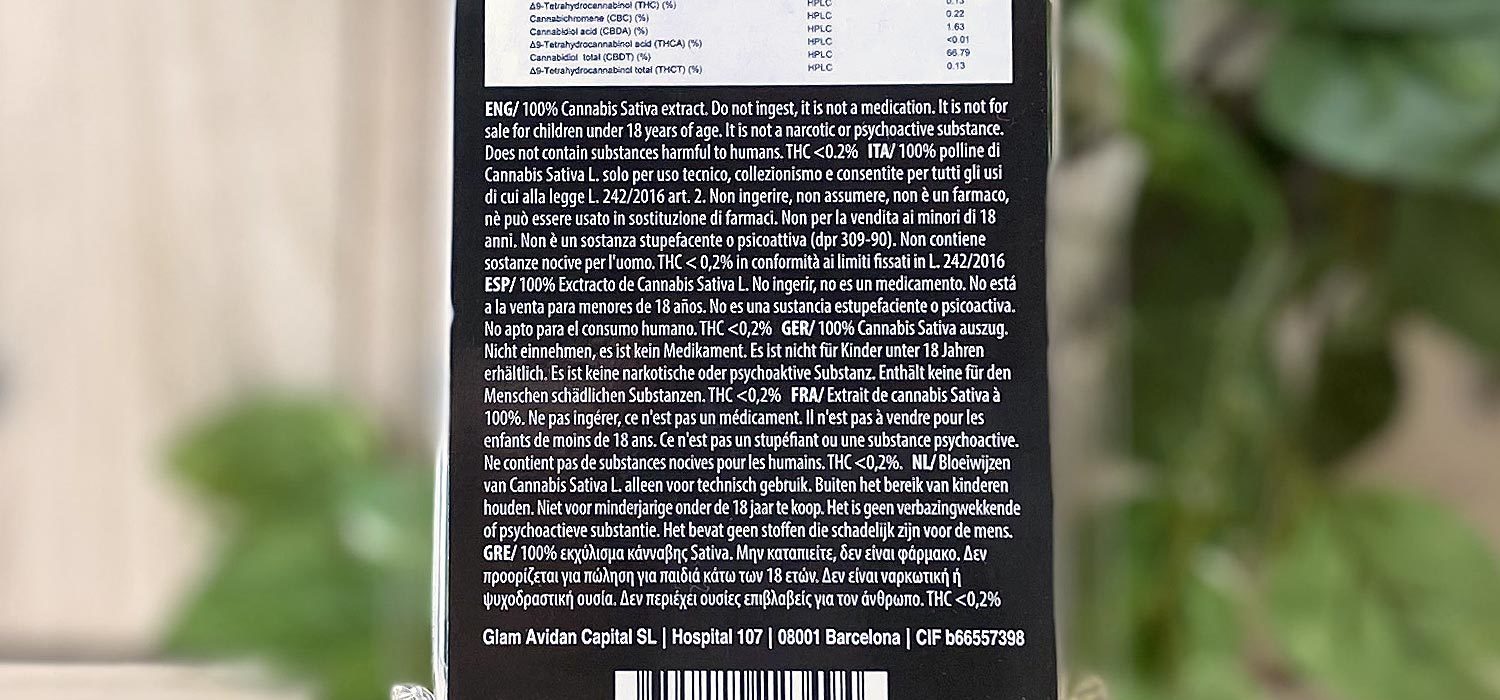 Δ9-Tetrahydrocannabinol (THC) (%) HPLC 0.13
Cannabichromene (CBC) (%) HPLC 0.22
Cannabidiol acid (CBDA) (%) HPLC 1.63
Δ9-Tetrahydrocannabinol acid (THCA) (%) HPLC <0.01
Cannabidiol total (CBDT) (%) HPLC 66.79
Δ9-Tetrahydrocannabinol total (THCT) (%) HPLC 0.13
ENG/ 100% Cannabis Sativa extract. Do not ingest, it is not a medication. It is not for
sale for children under 18 years of age. It is not a narcotic or psychoactive substance.
Does not contain substances harmful to humans. THC <0.2% ITA/ 100% polline di
Cannabis Sativa L. solo per uso tecnico, collezionismo e consentite per tutti gli usi
di cui alla legge L. 242/2016 art. 2. Non ingerire, non assumere, non è un farmaco,
nè può essere usato in sostituzione di farmaci. Non per la vendita ai minori di 18
anni. Non è un sostanza stupefacente o psicoattiva (dpr 309-90). Non contiene
sostanze nocive per l'uomo. THC < 0,2% in conformità ai limiti fissati in L. 242/2016
ESP/ 100% Exctracto de Cannabis Sativa L. No ingerir, no es un medicamento. No está
a la venta para menores de 18 años. No es una sustancia estupefaciente o psicoactiva.
No apto para el consumo humano. THC <0,2% GER/ 100% Cannabis Sativa auszug.
Nicht einnehmen, es ist kein Medikament. Es ist nicht für Kinder unter 18 Jahren
erhältlich. Es ist keine narkotische oder psychoaktive Substanz. Enthält keine für den
Menschen schädlichen Substanzen. THC <0,2% FRA/ Extrait de cannabis Sativa à
100%. Ne pas ingérer, ce n'est pas un médicament. Il n'est pas à vendre pour les
enfants de moins de 18 ans. Ce n'est pas un stupéfiant ou une substance psychoactive.
Ne contient pas de substances nocives pour les humains. THC <0,2%. NL/ Bloeiwijzen
van Cannabis Sativa L. alleen voor technisch gebruik. Buiten het bereik van kinderen
houden. Niet voor minderjarige onder de 18 jaar te koop. Het is geen verbazingwekkende
of psychoactieve substantie. Het bevat geen stoffen die schadelijk zijn voor de mens.
GRE/ 100% εκχύλισμα κάνναβης Sativa. Μην καταπιείτε, δεν είναι φάρμακο. Δεν
προορίζεται για πώληση για παιδιά κάτω των 18 ετών. Δεν είναι ναρκωτική ή
ψυχοδραστική ουσία. Δεν περιέχει ουσίες επιβλαβείς για τον άνθρωπο. THC <0,2%
Glam Avidan Capital SL | Hospital 107 | 08001 Barcelona | CIF b66557398